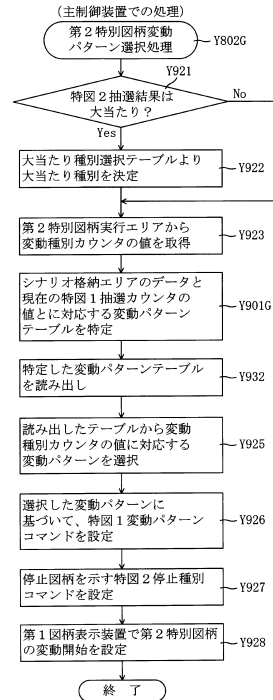 (主制御装置での処理)
第2特別図柄変動
パターン選択処理
Y802G
Y921
特図2抽選結果は
大当たり?
No
Yes
大当たり種別選択テーブルより
大当たり種別を決定
Y922
第2特別図柄実行エリアから
変動種別カウンタの値を取得
Y923
シナリオ格納エリアのデータと
現在の特図1抽選カウンタの
値とに対応する変動パターン
テーブルを特定
Y901G
特定した変動パターンテーブル
を読み出し
Y932
読み出したテーブルから変動
種別カウンタの値に対応する
変動パターンを選択
Y925
選択した変動パターンに
基づいて、特図1変動パターン
コマンドを設定
Y926
停止図柄を示す特図2停止種別
コマンドを設定
Y927
第1図柄表示装置で第2特別図柄
の変動開始を設定
Y928
終 了